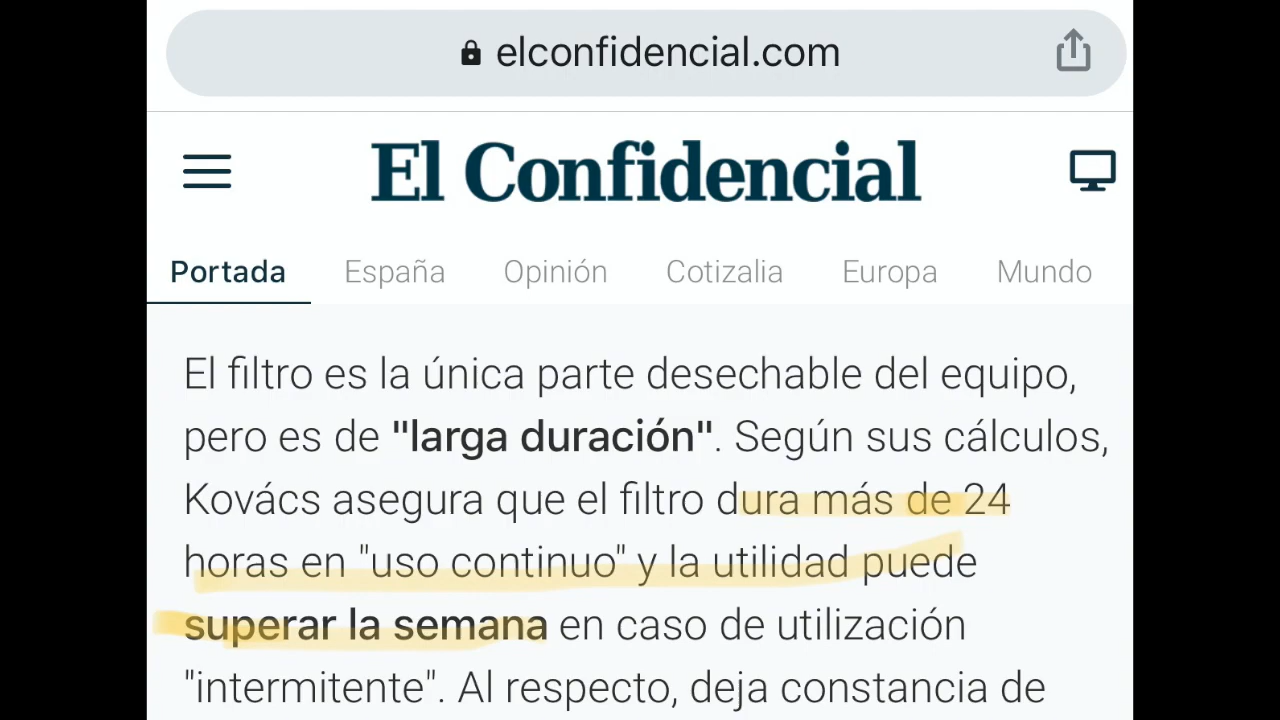 elconfidencial.com
El Confidencial
Portada España Opinión Cotizalia Europa Mundo
El filtro es la única parte desechable del equipo,
pero es de "larga duración". Según sus cálculos,
Kovács asegura que el filtro dura más de 24
horas en "uso continuo" y la utilidad puede
superar la semana en caso de utilización
"intermitente". Al respecto, deja constancia de